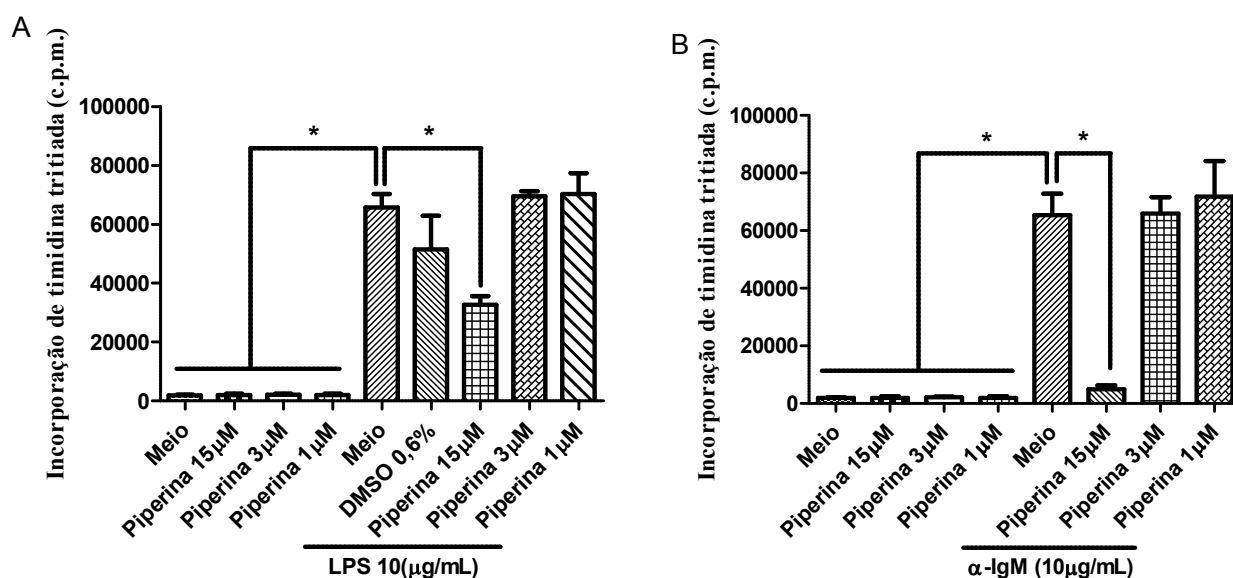 A
Incorporação de timidina tritiada (c.p.m.)
100000
80000
60000
40000
20000
0
*
*
Meio
Piperina 15µM
Piperina 3µM
Piperina 1µM
Meio
DMSO 0,6%
Piperina 15µM
Piperina 3µM
Piperina 1µM
LPS 10(µg/mL)
B
Incorporação de timidina tritiada (c.p.m.)
100000
80000
60000
40000
20000
0
*
*
Meio
Piperina 15µM
Piperina 3µM
Piperina 1µM
Meio
Piperina 15µM
Piperina 3µM
Piperina 1µM
α-IgM (10µg/mL)